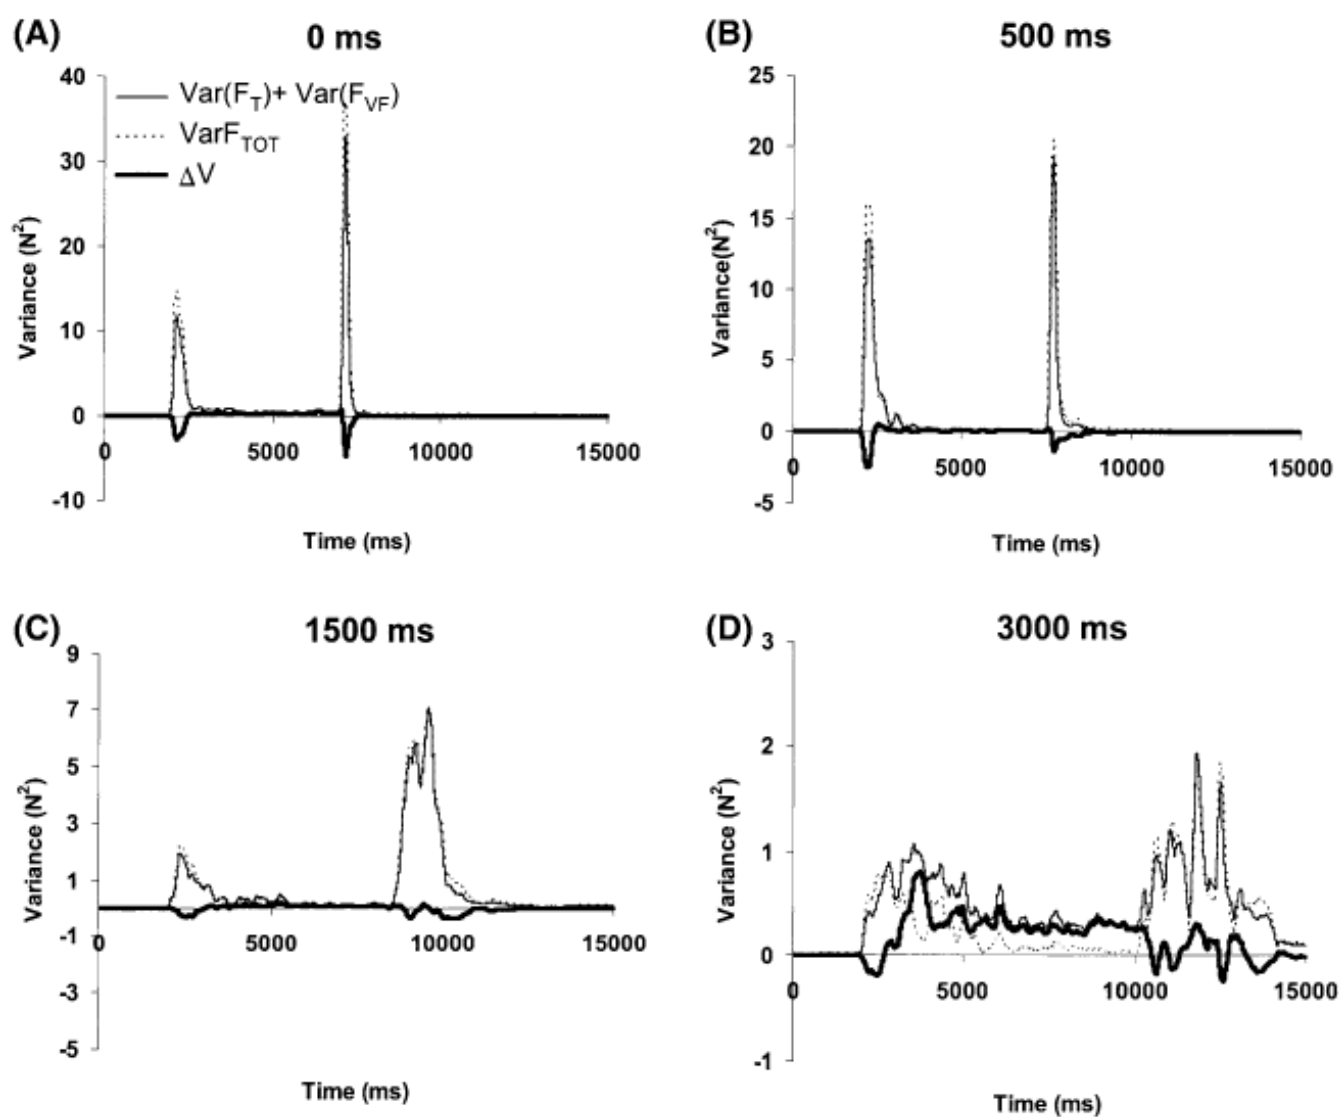 (A)
0 ms
40
30
20
10
0
-10
Variance (N²)
Var(F_T)+ Var(F_VF)
VarF_TOT
ΔV
0
5000
10000
15000
Time (ms)
(B)
500 ms
25
20
15
10
5
0
-5
Variance(N²)
0
5000
10000
15000
Time (ms)
(C)
1500 ms
9
7
5
3
1
-1
-3
-5
Variance (N²)
0
5000
10000
15000
Time (ms)
(D)
3000 ms
3
2
1
0
-1
Variance (N²)
0
5000
10000
15000
Time (ms)